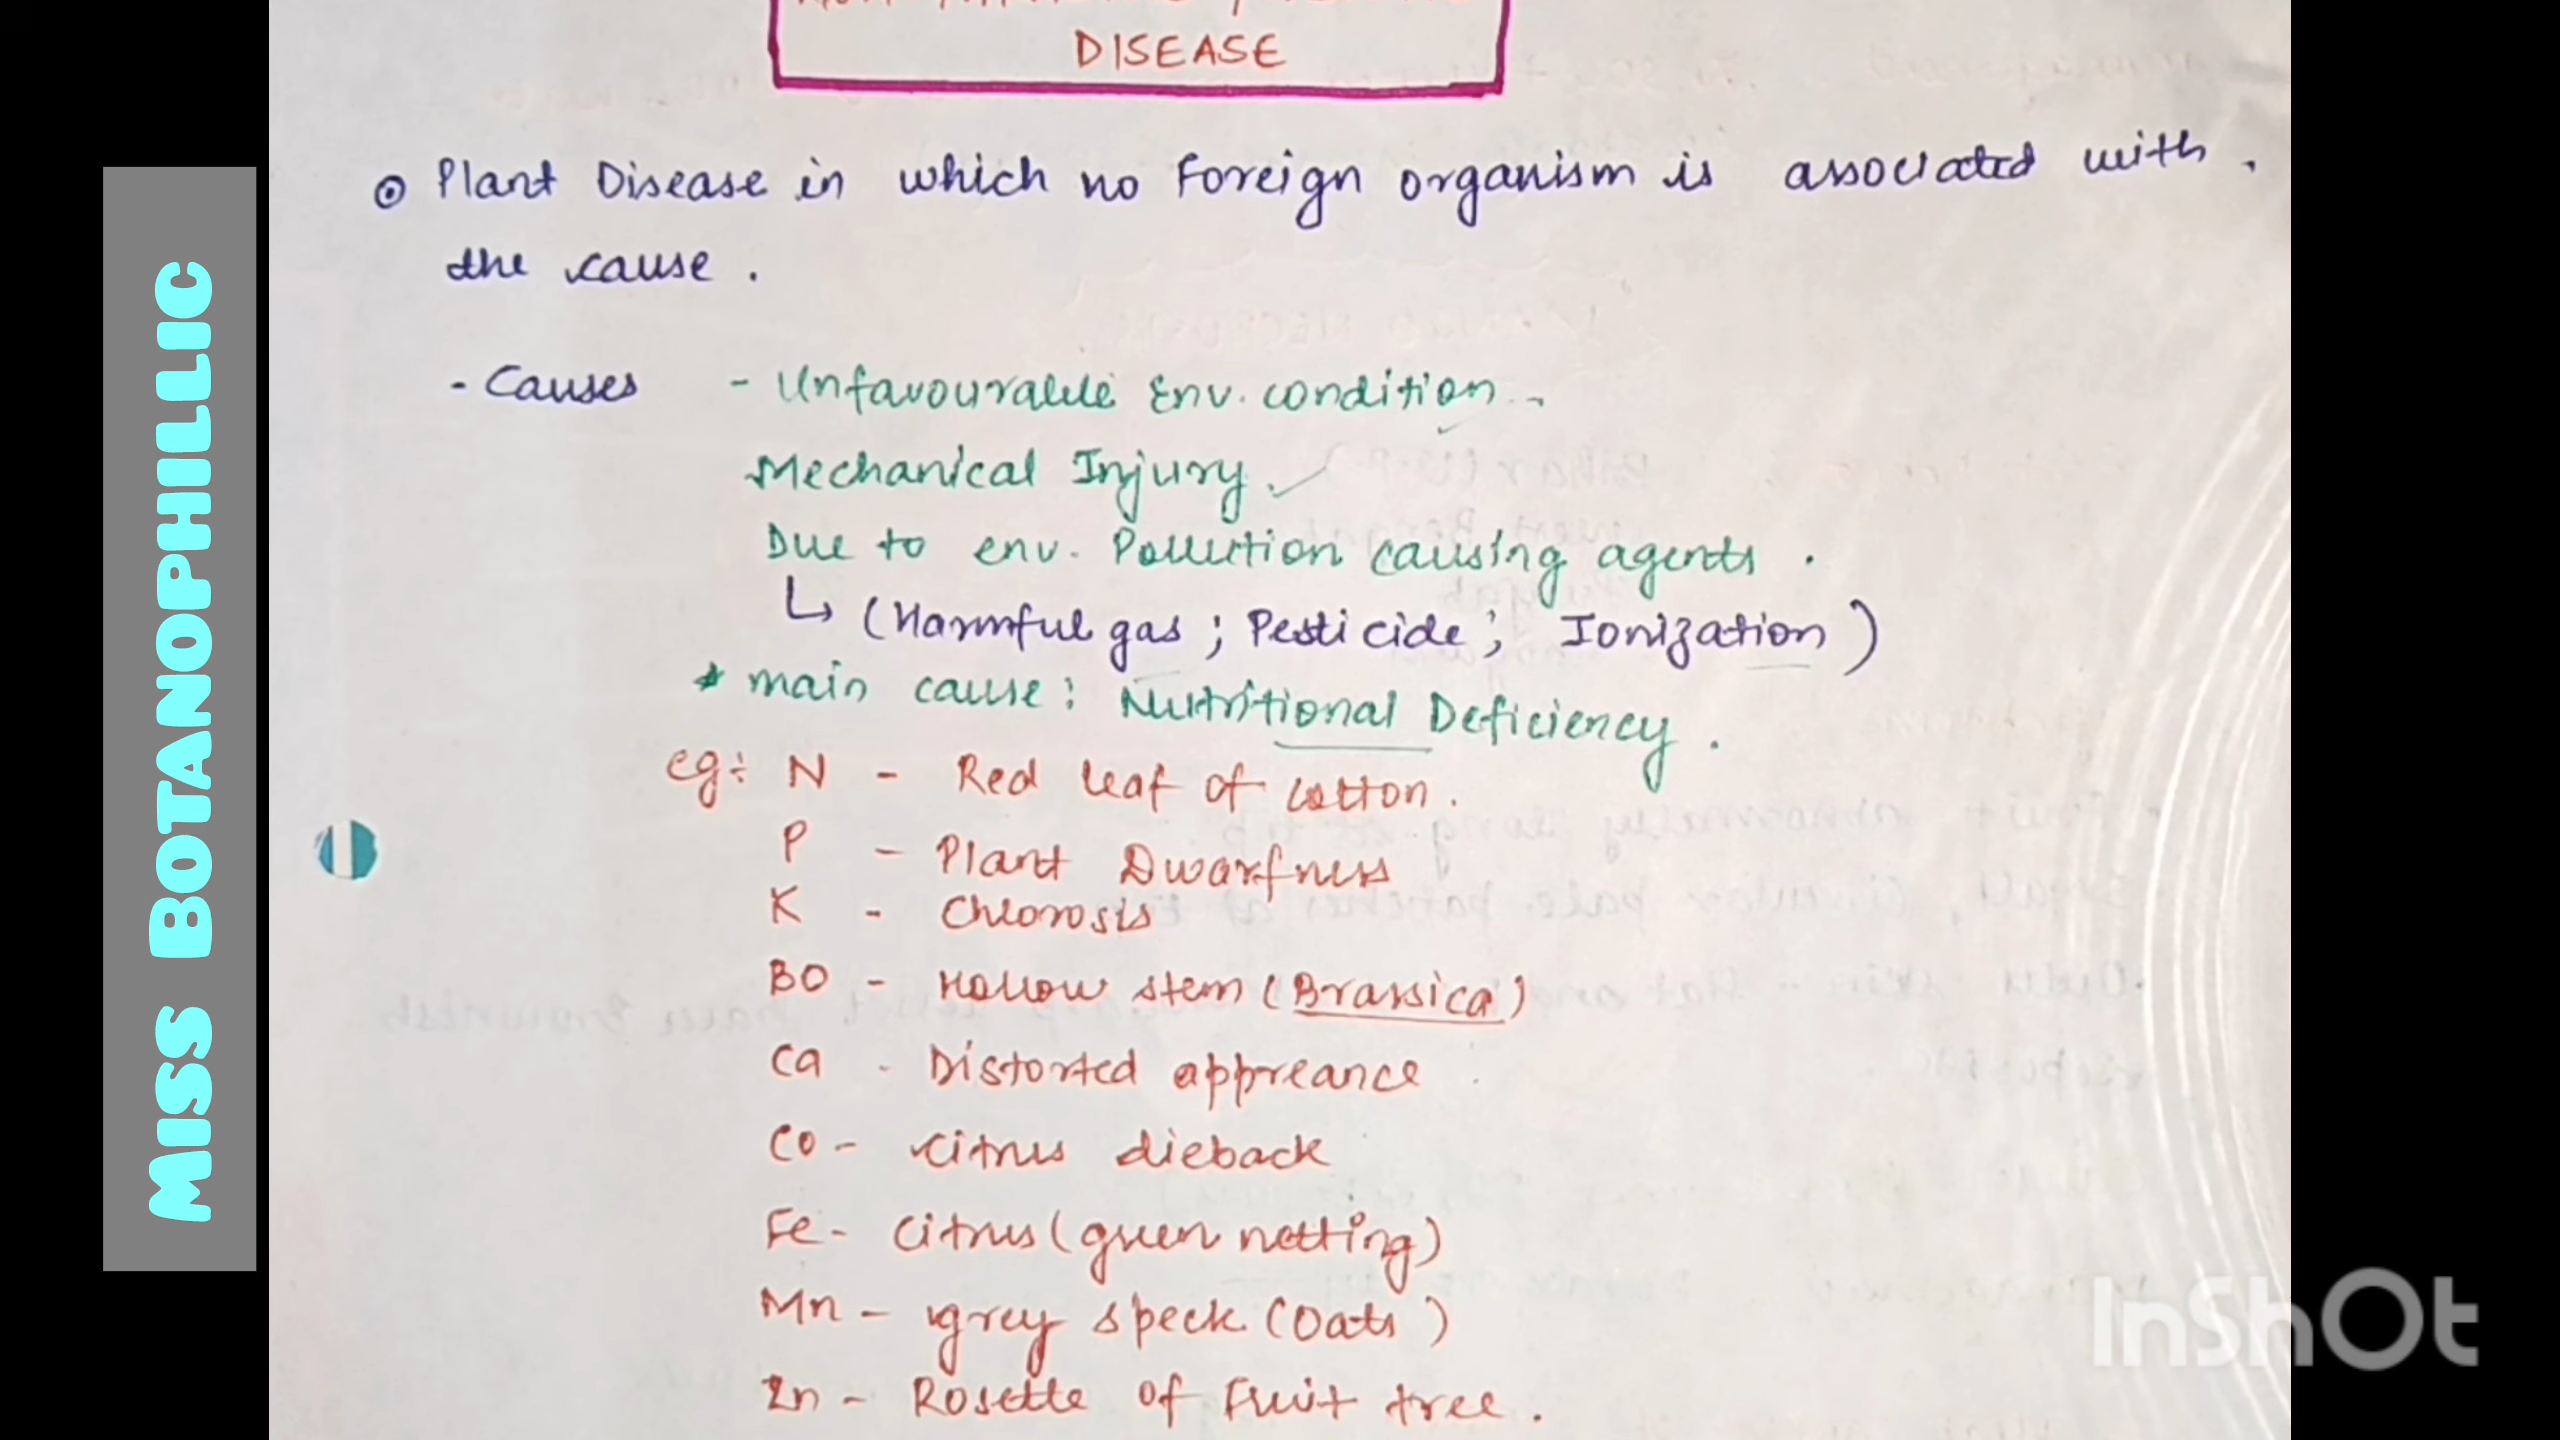 DISEASE
⊙ Plant Disease in which no Foreign organism is associated with.
the cause.
- Causes - Unfavourable Env. condition -
Mechanical Injury.
Due to env. Pollution causing agents.
↳ (Harmful gas; Pesticide; Ionization)
* main cause: Nutritional Deficiency.
eg: N - Red leaf of cotton.
P - Plant Dwarfness
K - Chlorosis
BO - Hollow stem (Brassica)
Ca - Distorted appreance
CO - Citrus dieback
Fe - Citrus (green netting)
Mn - grey speck (Oats)
Zn - Rosette of Fruit tree.
MISS BOTANOPHILLIC
InShOt